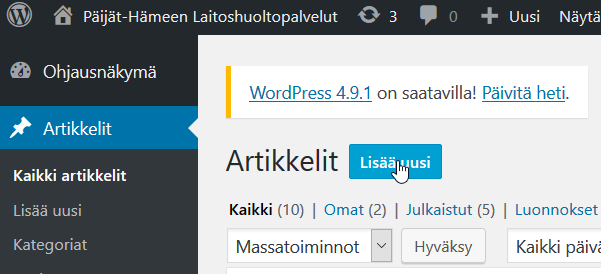 Päijät-Hämeen Laitoshuoltopalvelut 3 0 + Uusi Näytä
Ohjausnäkymä
Artikkelit
Kaikki artikkelit
Lisää uusi
Kategoriat
WordPress 4.9.1 on saatavilla! Päivitä heti.
Artikkelit Lisää uusi
Kaikki (10) | Omat (2) | Julkaistut (5) | Luonnokset
Massatoiminnot Hyväksy Kaikki päivä